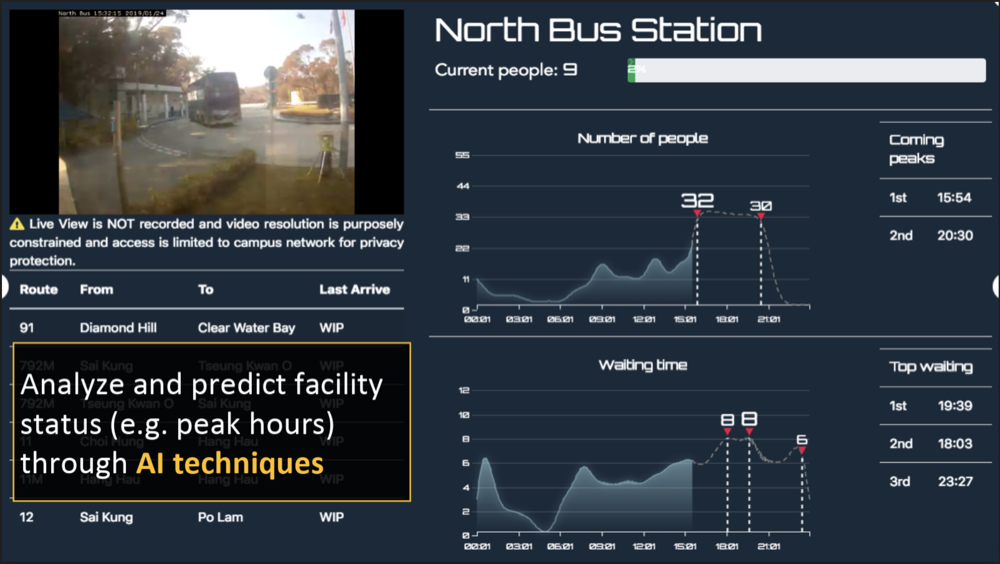 North Bus 15:32:15 2019/01/24
⚠ Live View is NOT recorded and video resolution is purposely
constrained and access is limited to campus network for privacy
protection.
Route From To Last Arrive
91 Diamond Hill Clear Water Bay WIP
792M Sai Kung Tseung Kwan O WIP
792M Tseung Kwan O Sai Kung WIP
11 Choi Hung Hang Hau WIP
11M Hang Hau Hang Hau WIP
12 Sai Kung Po Lam WIP
Analyze and predict facility
status (e.g. peak hours)
through AI techniques
North Bus Station
Current people: 9
Number of people
55
44
33
22
11
0
32
30
00:01 03:01 06:01 09:01 12:01 15:01 18:01 21:01
Coming
peaks
1st 15:54
2nd 20:30
Waiting time
12
10
8
6
4
2
0
8 8 6
00:01 03:01 06:01 09:01 12:01 15:01 18:01 21:01
Top waiting
1st 19:39
2nd 18:03
3rd 23:27